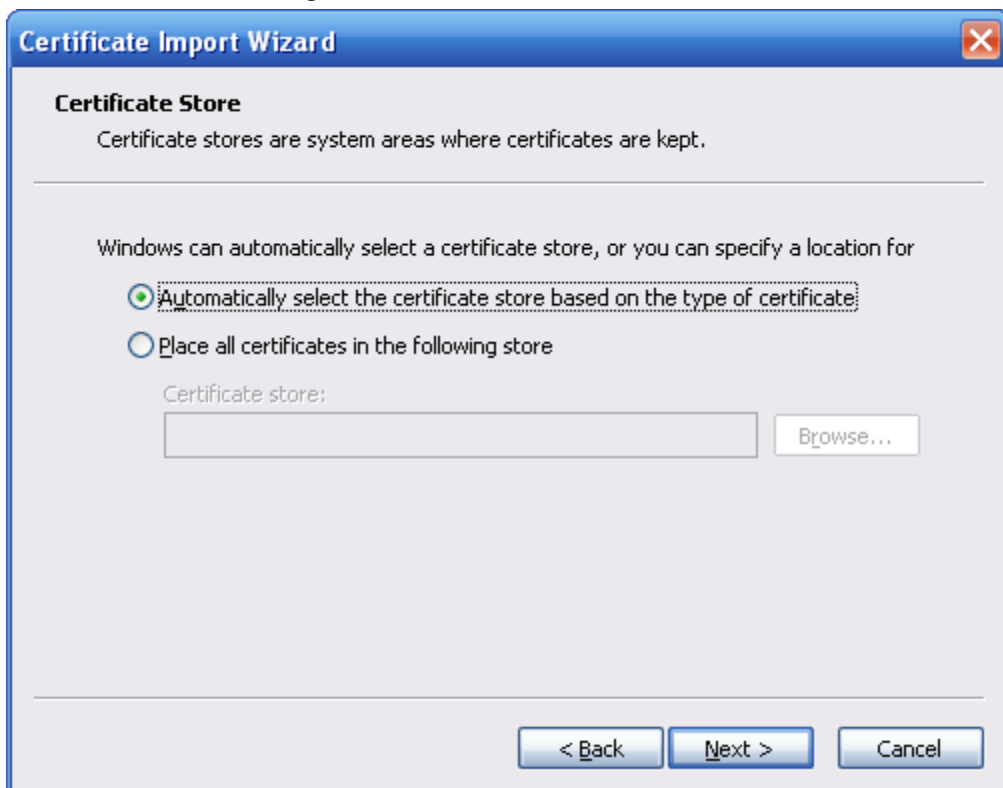 Certificate Import Wizard
Certificate Store
Certificate stores are system areas where certificates are kept.
Windows can automatically select a certificate store, or you can specify a location for
Automatically select the certificate store based on the type of certificate
Place all certificates in the following store
Certificate store:
Browse...
< Back
Next >
Cancel